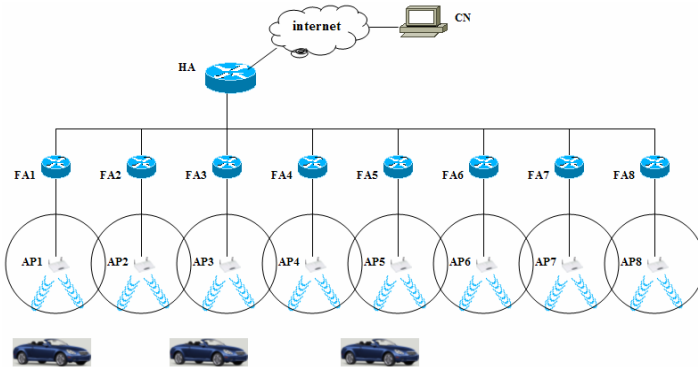 CN
internet
HA
FA1 FA2 FA3 FA4 FA5 FA6 FA7 FA8
AP1 AP2 AP3 AP4 AP5 AP6 AP7 AP8